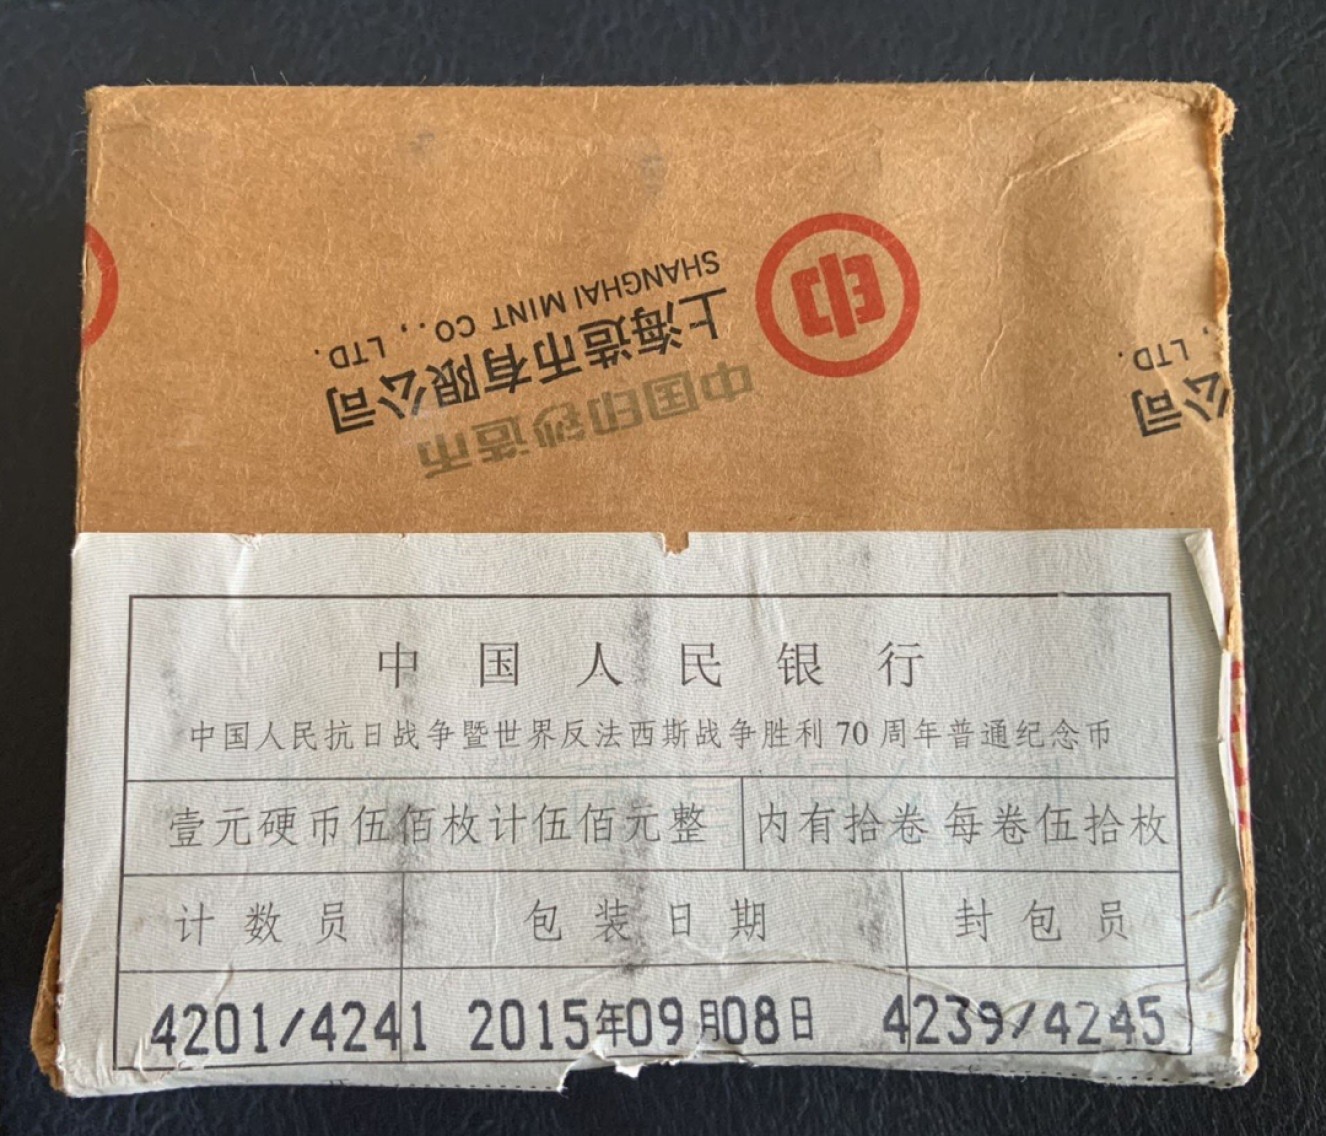 印
SHANGHAI MINT CO., LTD.
上海造币有限公司
中国印钞造币
, LTD.
公司
中国人民银行
中国人民抗日战争暨世界反法西斯战争胜利 70 周年普通纪念币
壹元硬币伍佰枚计伍佰元整 内有拾卷 每卷伍拾枚
计数员 包装日期 封包员
4201/4241 2015年09月08日 4239/4245